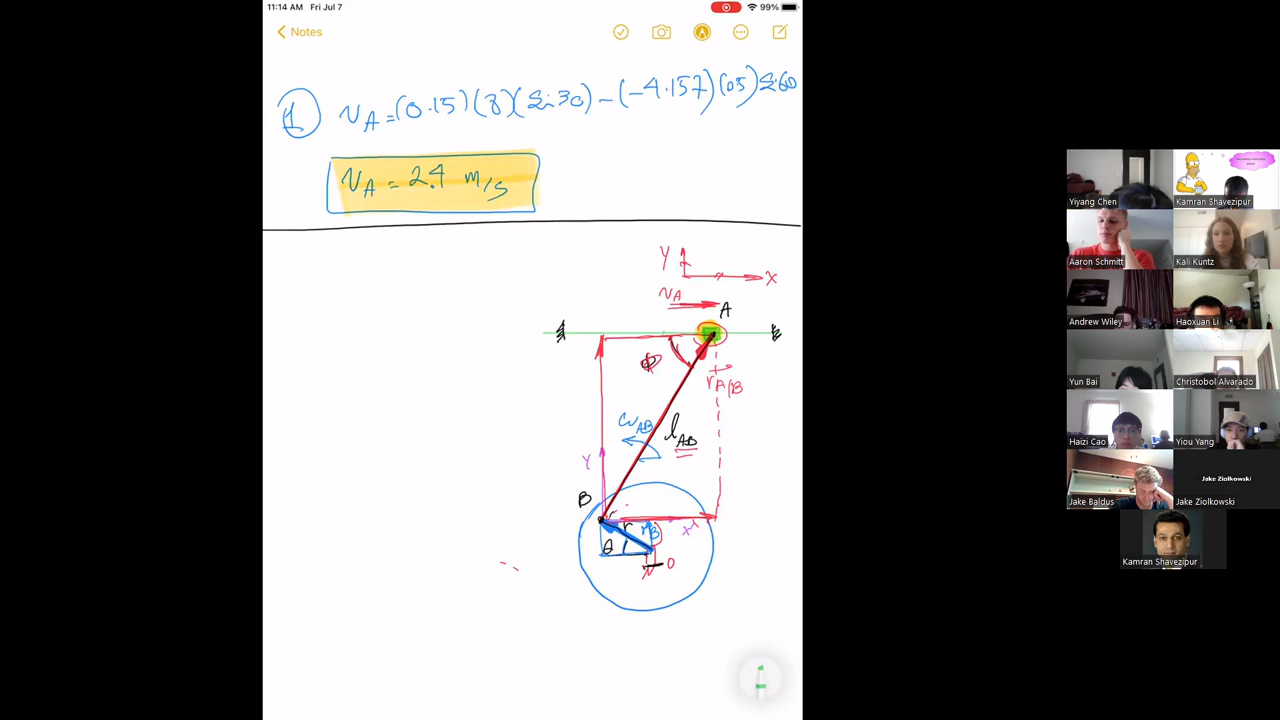 11:14 AM Fri Jul 7
99%
Notes
① v_A = (0.15)(8)(Sin30) - (-4.157)(0.5) Sin60
v_A = 2.4 m/s
Y
X
v_A
A
φ
r_A/B
ω_AB
l_AB
Y
B
r
r_B
x
θ
O
Yiyang Chen
Kamran Shavezipur
Aaron Schmitt
Kali Kuntz
Andrew Wiley
Haoxuan Li
Yun Bai
Christobol Alvarado
Haizi Cao
Yiou Yang
Jake Baldus
Jake Ziolkowski
Jake Ziolkowski
Kamran Shavezipur